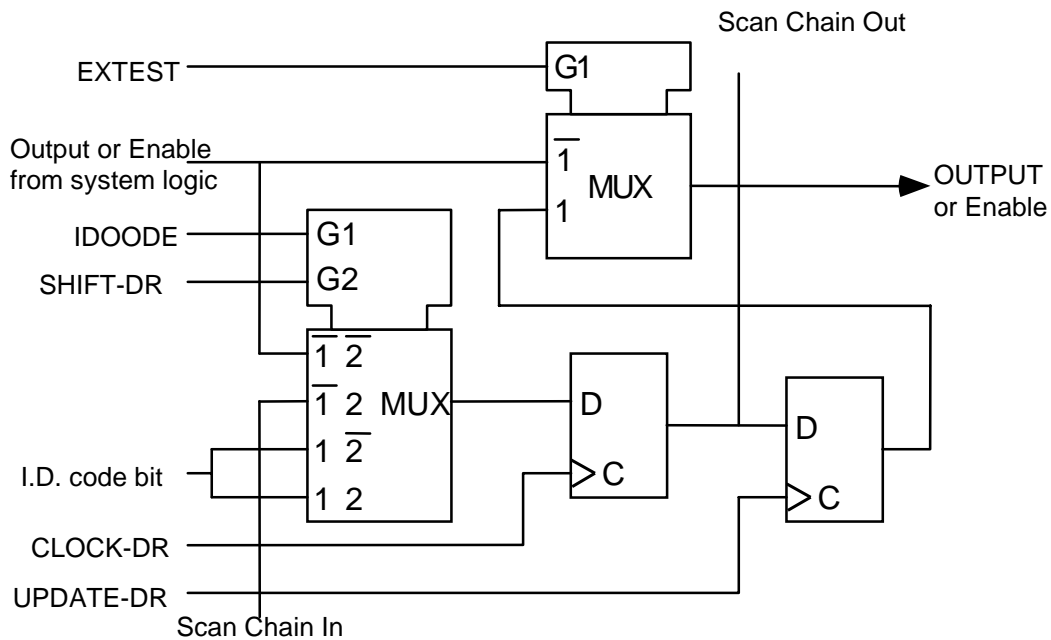 Scan Chain Out
EXTEST
G1
Output or Enable
from system logic
1
MUX
1
OUTPUT
or Enable
IDOODE
G1
SHIFT-DR
G2
1 2
1 2 MUX
1 2
1 2
D
C
D
C
I.D. code bit
CLOCK-DR
UPDATE-DR
Scan Chain In